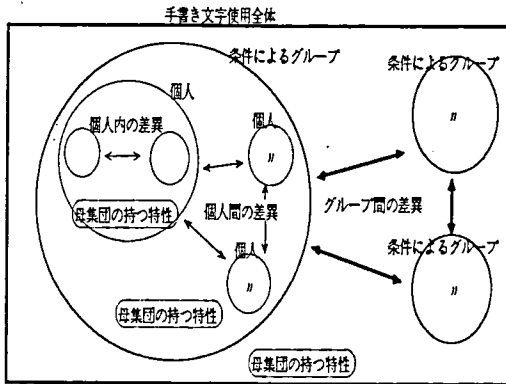 手書き文字使用全体
条件によるグループ
条件によるグループ
個人
個人内の差異
個人
〃
〃
母集団の持つ特性
個人間の差異
グループ間の差異
個人
〃
条件によるグループ
〃
母集団の持つ特性
母集団の持つ特性